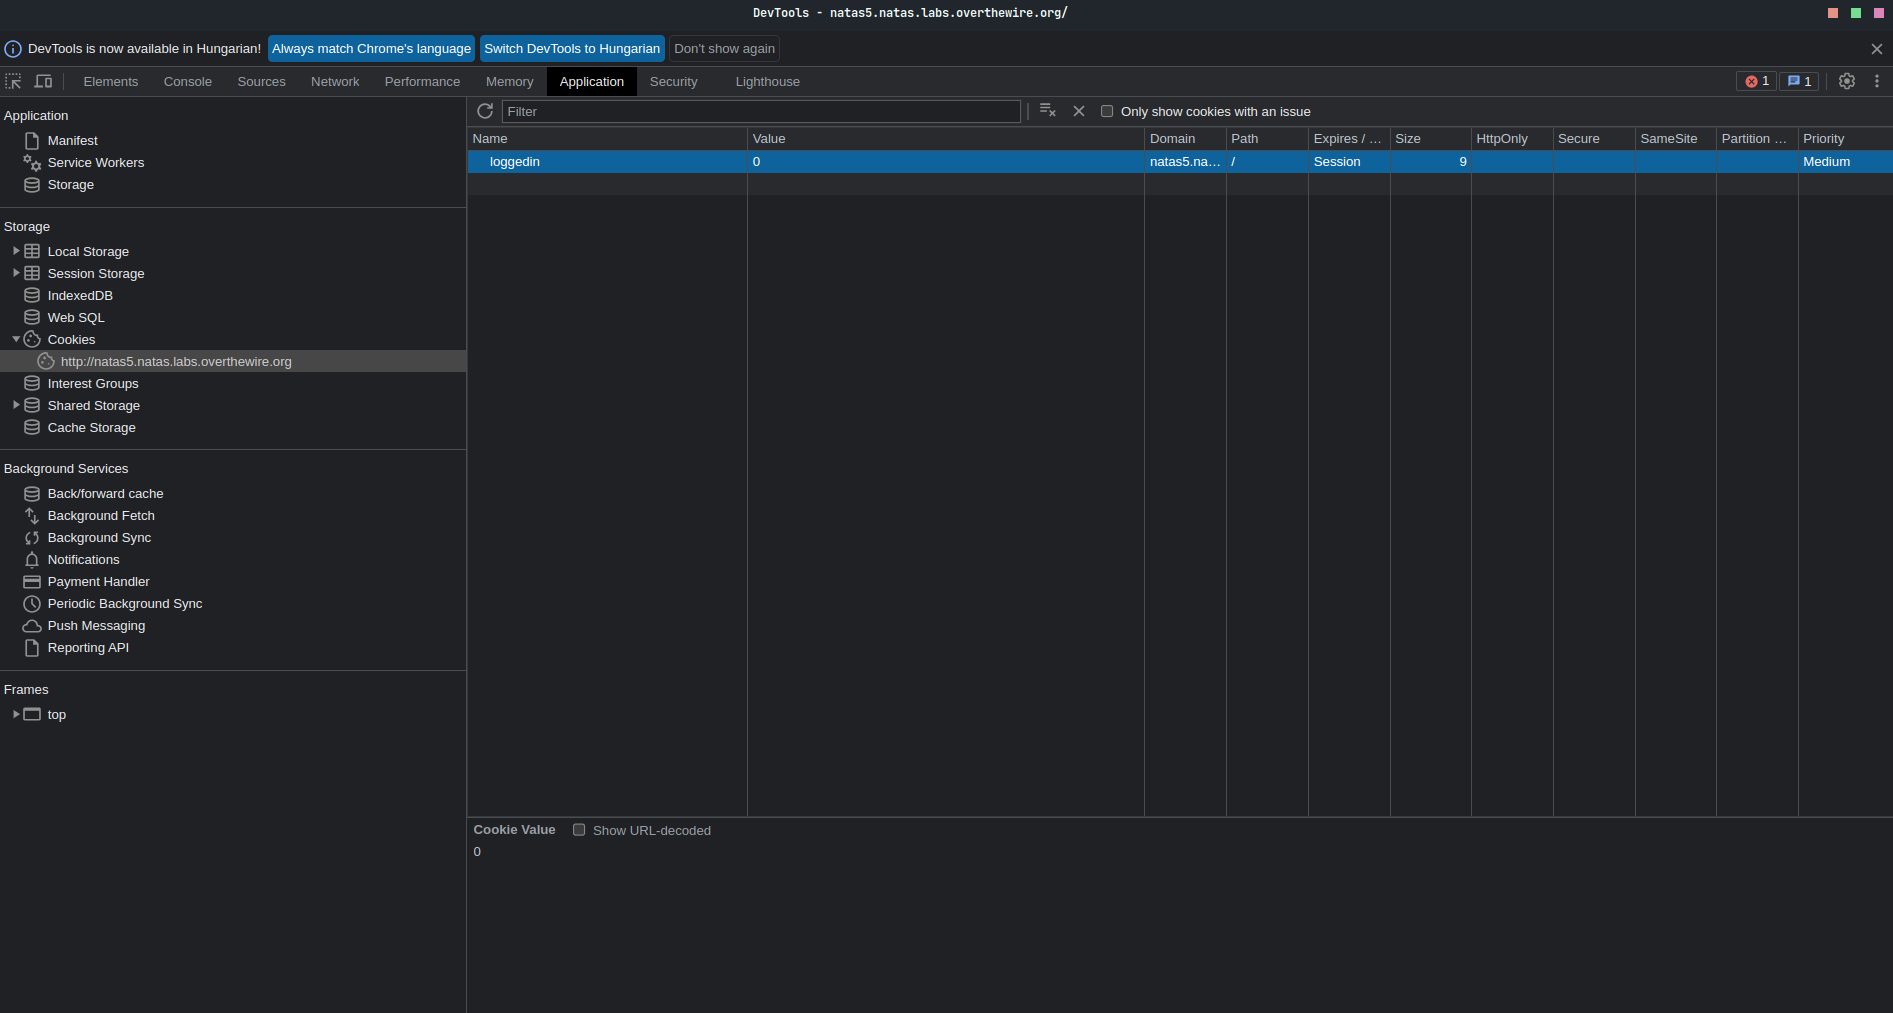 DevTools - natas5.natas.labs.overthewire.org/
DevTools is now available in Hungarian! Always match Chrome's language Switch DevTools to Hungarian Don't show again
Elements Console Sources Network Performance Memory Application Security Lighthouse 1 1
Application
Manifest
Service Workers
Storage
Storage
Local Storage
Session Storage
IndexedDB
Web SQL
Cookies
http://natas5.natas.labs.overthewire.org
Interest Groups
Shared Storage
Cache Storage
Background Services
Back/forward cache
Background Fetch
Background Sync
Notifications
Payment Handler
Periodic Background Sync
Push Messaging
Reporting API
Frames
top
Filter Only show cookies with an issue
Name Value Domain Path Expires / … Size HttpOnly Secure SameSite Partition … Priority
loggedin 0 natas5.na… / Session 9 Medium
Cookie Value Show URL-decoded
0